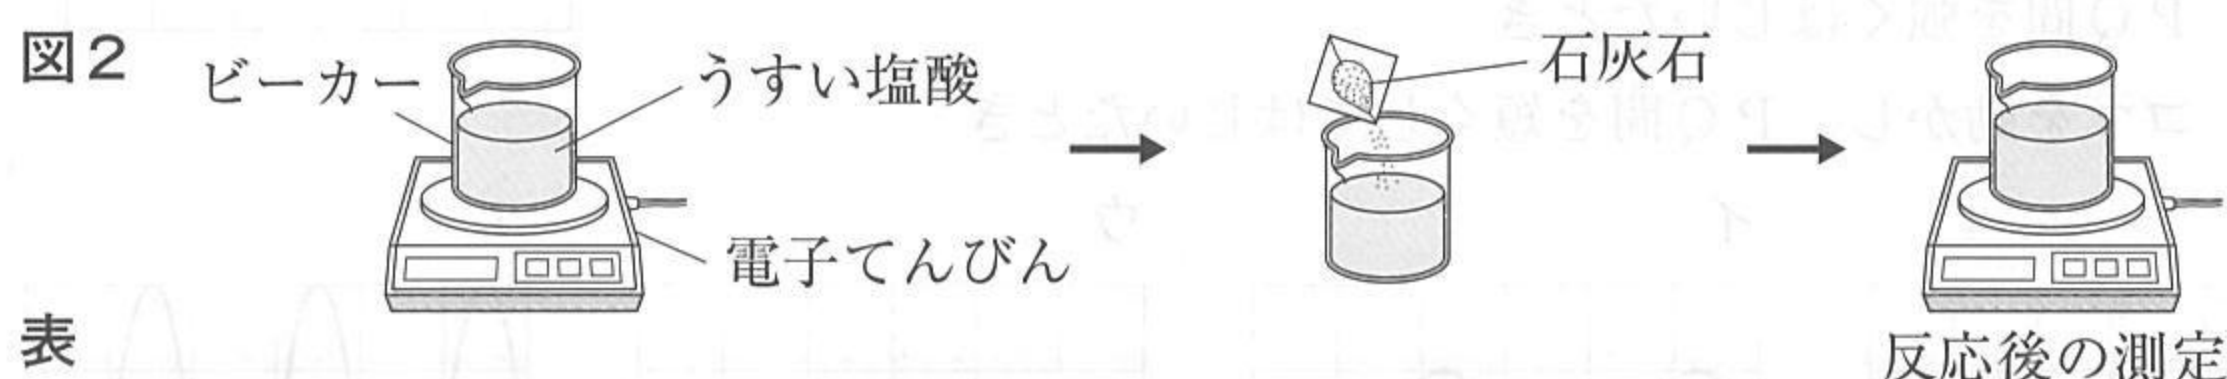 図2
ビーカー
うすい塩酸
石灰石
電子てんびん
表
反応後の測定